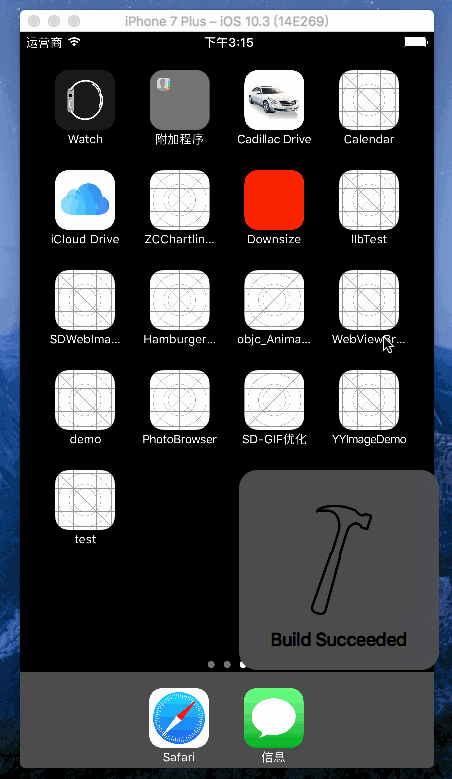 iPhone 7 Plus – iOS 10.3 (14E269)
运营商 下午3:15
Watch 附加程序 Cadillac Drive Calendar
iCloud Drive ZCChartlin... Downsize llbTest
SDWebIma... Hamburger... objc_Anima... WebViewPr...
demo PhotoBrowser SD-GIF优化 YYImageDemo
test
Build Succeeded
Safari 信息